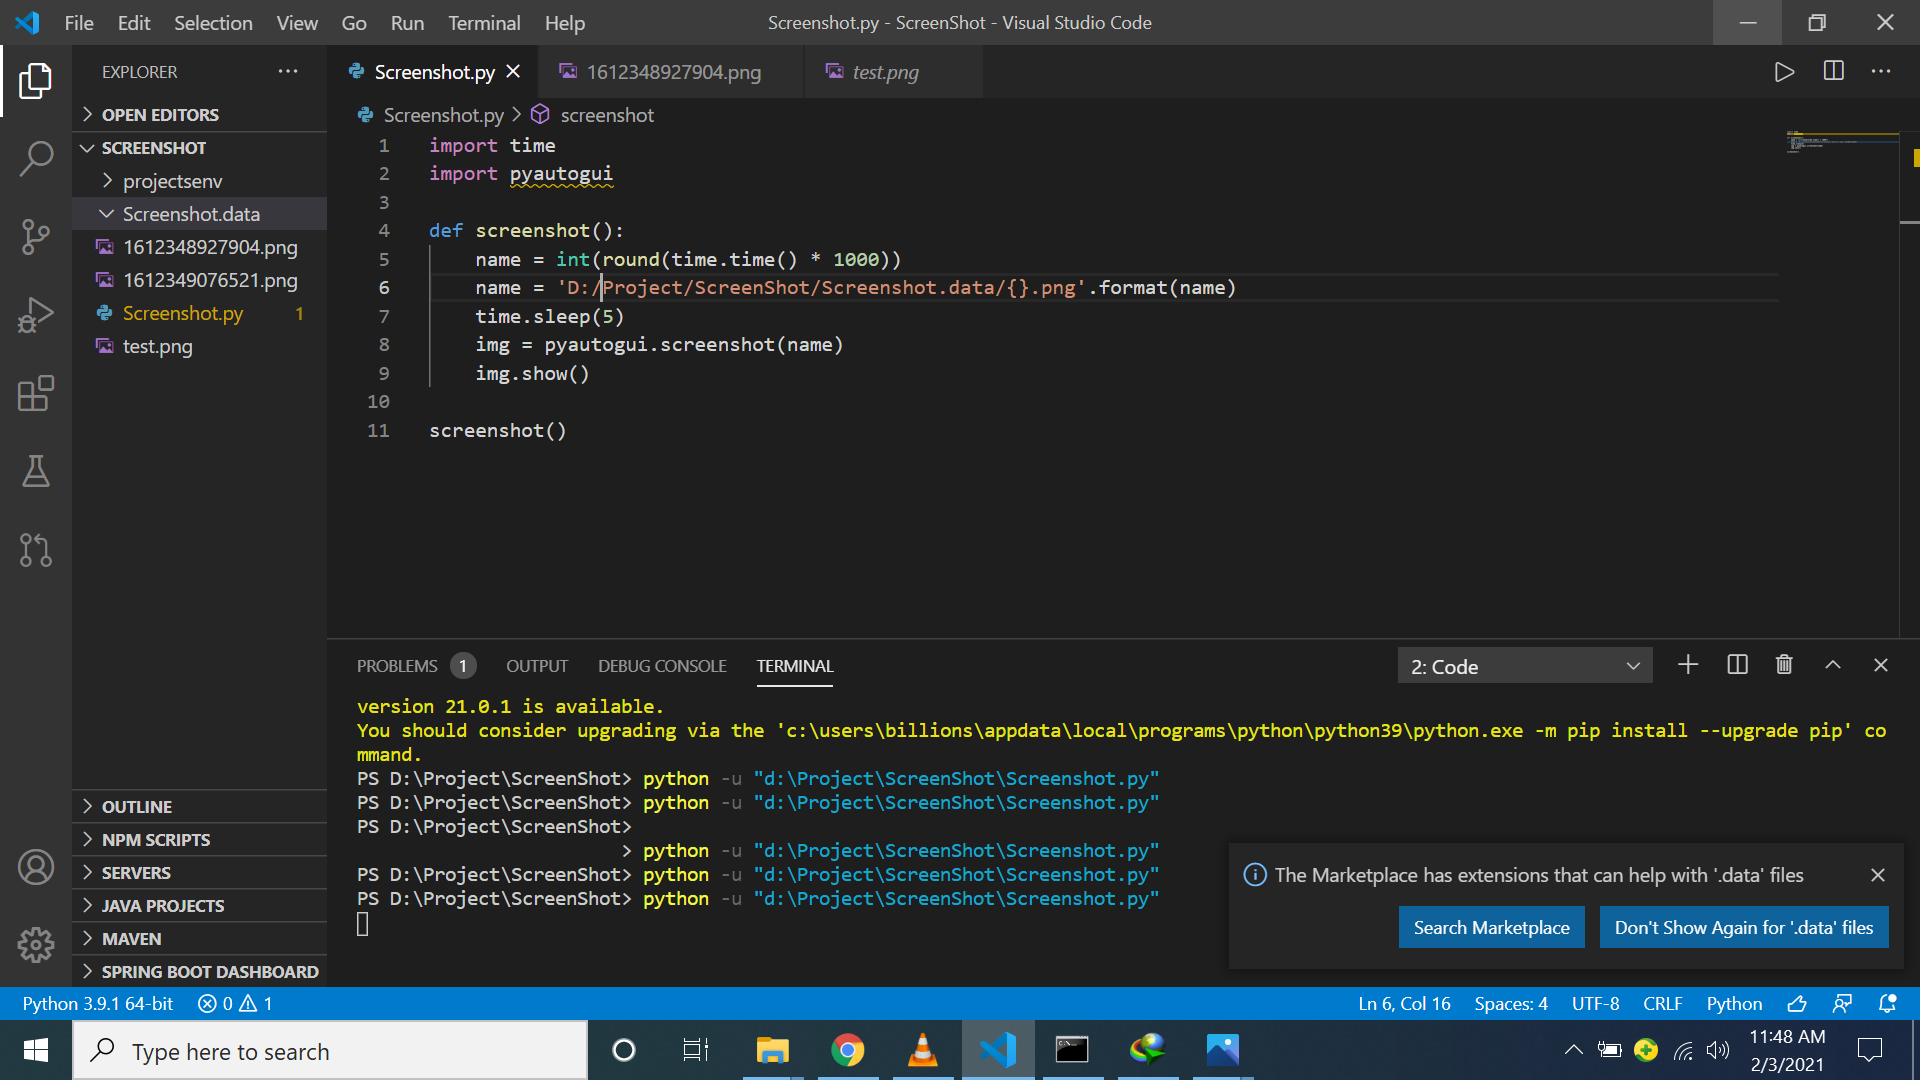 File Edit Selection View Go Run Terminal Help
Screenshot.py - ScreenShot - Visual Studio Code
EXPLORER
OPEN EDITORS
SCREENSHOT
projectsenv
Screenshot.data
1612348927904.png
1612349076521.png
Screenshot.py 1
test.png
OUTLINE
NPM SCRIPTS
SERVERS
JAVA PROJECTS
MAVEN
SPRING BOOT DASHBOARD
Screenshot.py 1612348927904.png test.png
Screenshot.py > screenshot
1 import time
2 import pyautogui
3
4 def screenshot():
5 name = int(round(time.time() * 1000))
6 name = 'D:/Project/ScreenShot/Screenshot.data/{}.png'.format(name)
7 time.sleep(5)
8 img = pyautogui.screenshot(name)
9 img.show()
10
11 screenshot()
PROBLEMS 1 OUTPUT DEBUG CONSOLE TERMINAL
2: Code
version 21.0.1 is available.
You should consider upgrading via the 'c:\users\billions\appdata\local\programs\python\python39\python.exe -m pip install --upgrade pip' co
mmand.
PS D:\Project\ScreenShot> python -u "d:\Project\ScreenShot\Screenshot.py"
PS D:\Project\ScreenShot> python -u "d:\Project\ScreenShot\Screenshot.py"
PS D:\Project\ScreenShot>
> python -u "d:\Project\ScreenShot\Screenshot.py"
PS D:\Project\ScreenShot> python -u "d:\Project\ScreenShot\Screenshot.py"
PS D:\Project\ScreenShot> python -u "d:\Project\ScreenShot\Screenshot.py"
The Marketplace has extensions that can help with '.data' files
Search Marketplace
Don't Show Again for '.data' files
Python 3.9.1 64-bit 0 1
Ln 6, Col 16 Spaces: 4 UTF-8 CRLF Python
Type here to search
11:48 AM
2/3/2021